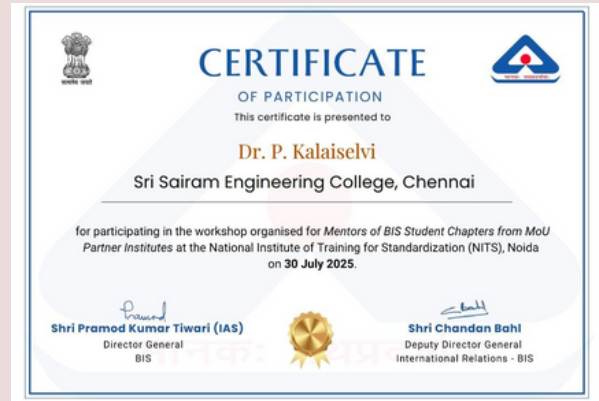 CERTIFICATE
OF PARTICIPATION
This certificate is presented to
Dr. P. Kalaiselvi
Sri Sairam Engineering College, Chennai
for participating in the workshop organised for Mentors of BIS Student Chapters from MoU
Partner Institutes at the National Institute of Training for Standardization (NITS), Noida
on 30 July 2025.
Shri Pramod Kumar Tiwari (IAS)
Director General
BIS
Shri Chandan Bahl
Deputy Director General
International Relations - BIS